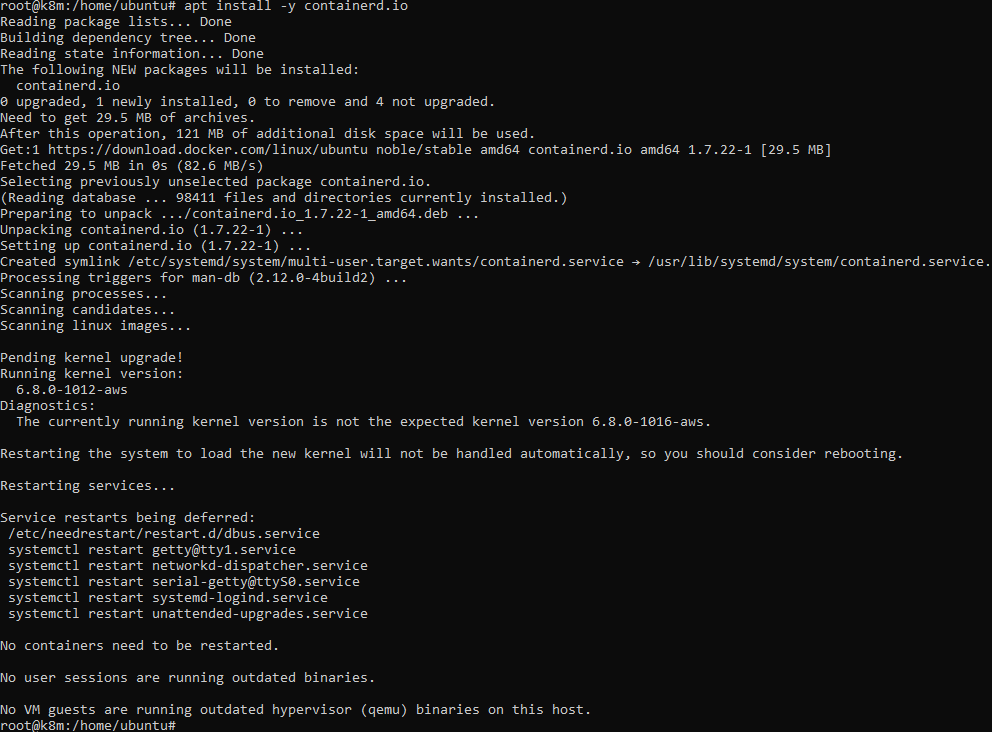 root@k8m:/home/ubuntu# apt install -y containerd.io
Reading package lists... Done
Building dependency tree... Done
Reading state information... Done
The following NEW packages will be installed:
  containerd.io
0 upgraded, 1 newly installed, 0 to remove and 4 not upgraded.
Need to get 29.5 MB of archives.
After this operation, 121 MB of additional disk space will be used.
Get:1 https://download.docker.com/linux/ubuntu noble/stable amd64 containerd.io amd64 1.7.22-1 [29.5 MB]
Fetched 29.5 MB in 0s (82.6 MB/s)
Selecting previously unselected package containerd.io.
(Reading database ... 98411 files and directories currently installed.)
Preparing to unpack .../containerd.io_1.7.22-1_amd64.deb ...
Unpacking containerd.io (1.7.22-1) ...
Setting up containerd.io (1.7.22-1) ...
Created symlink /etc/systemd/system/multi-user.target.wants/containerd.service → /usr/lib/systemd/system/containerd.service.
Processing triggers for man-db (2.12.0-4build2) ...
Scanning processes...
Scanning candidates...
Scanning linux images...

Pending kernel upgrade!
Running kernel version:
  6.8.0-1012-aws
Diagnostics:
  The currently running kernel version is not the expected kernel version 6.8.0-1016-aws.

Restarting the system to load the new kernel will not be handled automatically, so you should consider rebooting.

Restarting services...

Service restarts being deferred:
 /etc/needrestart/restart.d/dbus.service
 systemctl restart getty@tty1.service
 systemctl restart networkd-dispatcher.service
 systemctl restart serial-getty@ttyS0.service
 systemctl restart systemd-logind.service
 systemctl restart unattended-upgrades.service

No containers need to be restarted.

No user sessions are running outdated binaries.

No VM guests are running outdated hypervisor (qemu) binaries on this host.
root@k8m:/home/ubuntu#